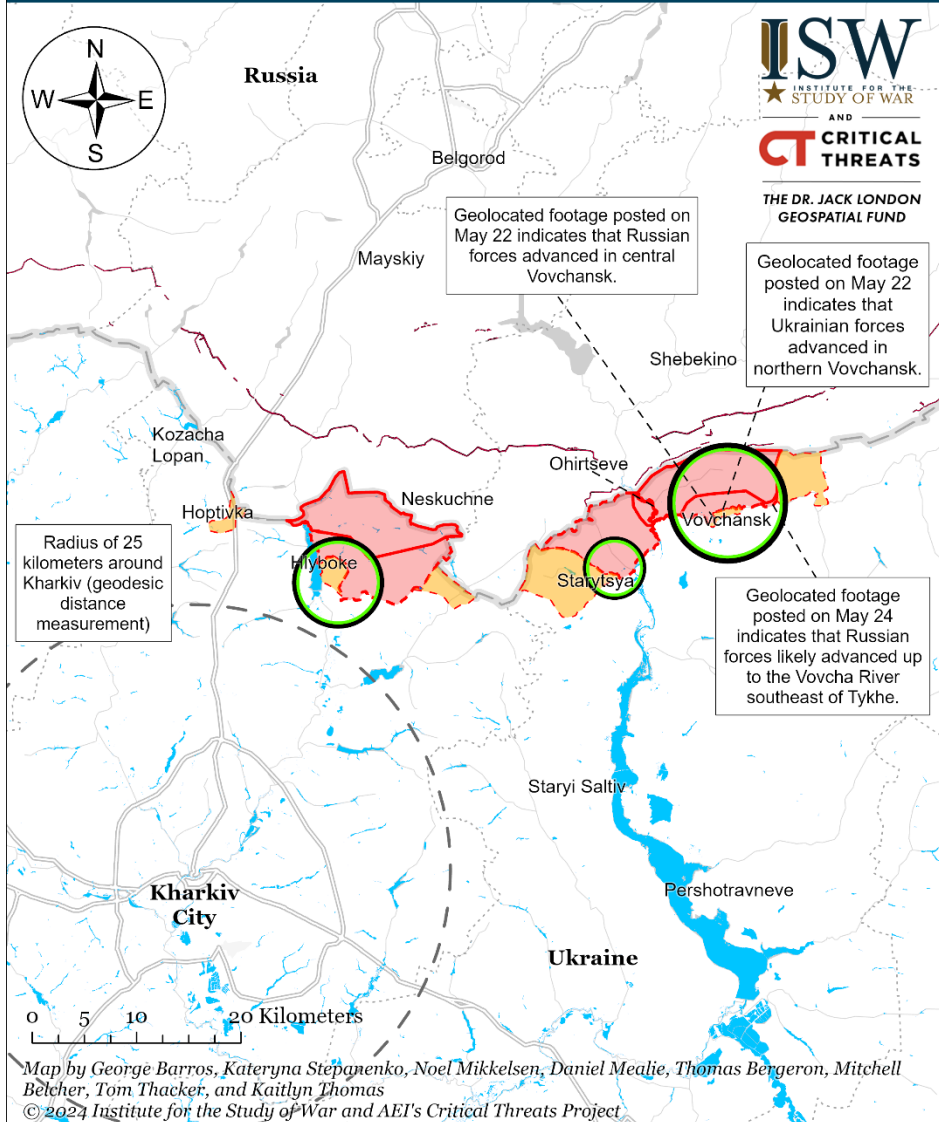 N
W E
S
Russia
ISW
INSTITUTE FOR THE
STUDY OF WAR
AND
CT CRITICAL
THREATS
THE DR. JACK LONDON
GEOSPATIAL FUND
Belgorod
Geolocated footage posted on
May 22 indicates that Russian
forces advanced in central
Vovchansk.
Mayskiy
Geolocated footage
posted on May 22
indicates that
Ukrainian forces
advanced in
northern Vovchansk.
Shebekino
Kozacha
Lopan
Ohirtseve
Neskuchne
Hoptivka
Vovchansk
Radius of 25
kilometers around
Kharkiv (geodesic
distance
measurement)
Hlyboke
Starytsya
Geolocated footage
posted on May 24
indicates that Russian
forces likely advanced up
to the Vovcha River
southeast of Tykhe.
Staryi Saltiv
Pershotravneve
Kharkiv
City
Ukraine
0 5 10 20 Kilometers
Map by George Barros, Kateryna Stepanenko, Noel Mikkelsen, Daniel Mealie, Thomas Bergeron, Mitchell
Belcher, Tom Thacker, and Kaitlyn Thomas
© 2024 Institute for the Study of War and AEI's Critical Threats Project